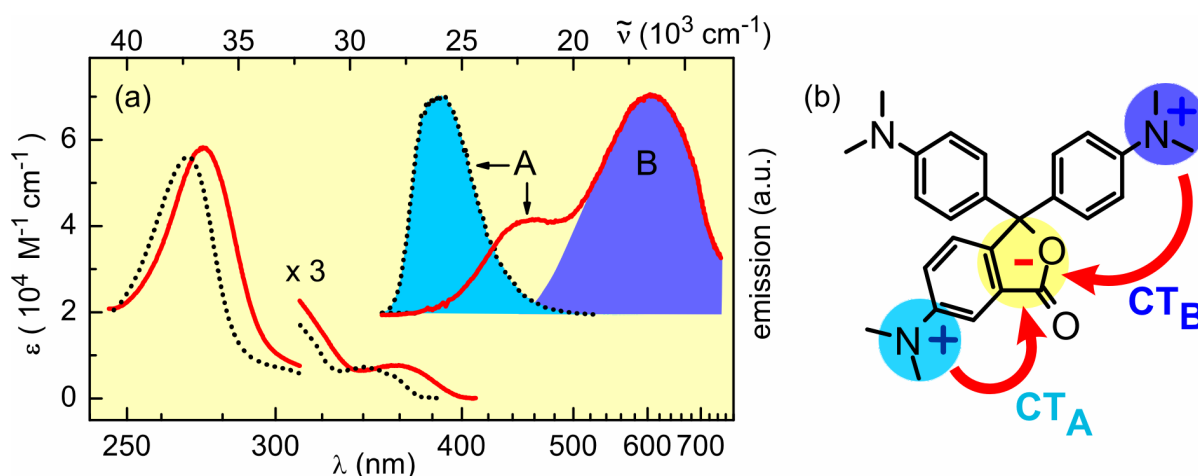 40 35 30 25 20 ν̃ (10³ cm⁻¹)
(a)
A
B
x 3
ε ( 10⁴ M⁻¹ cm⁻¹)
6
4
2
0
emission (a.u.)
250 300 400 500 600 700
λ (nm)
(b)
N
N
+
O
-
O
N
+
CT_B
CT_A